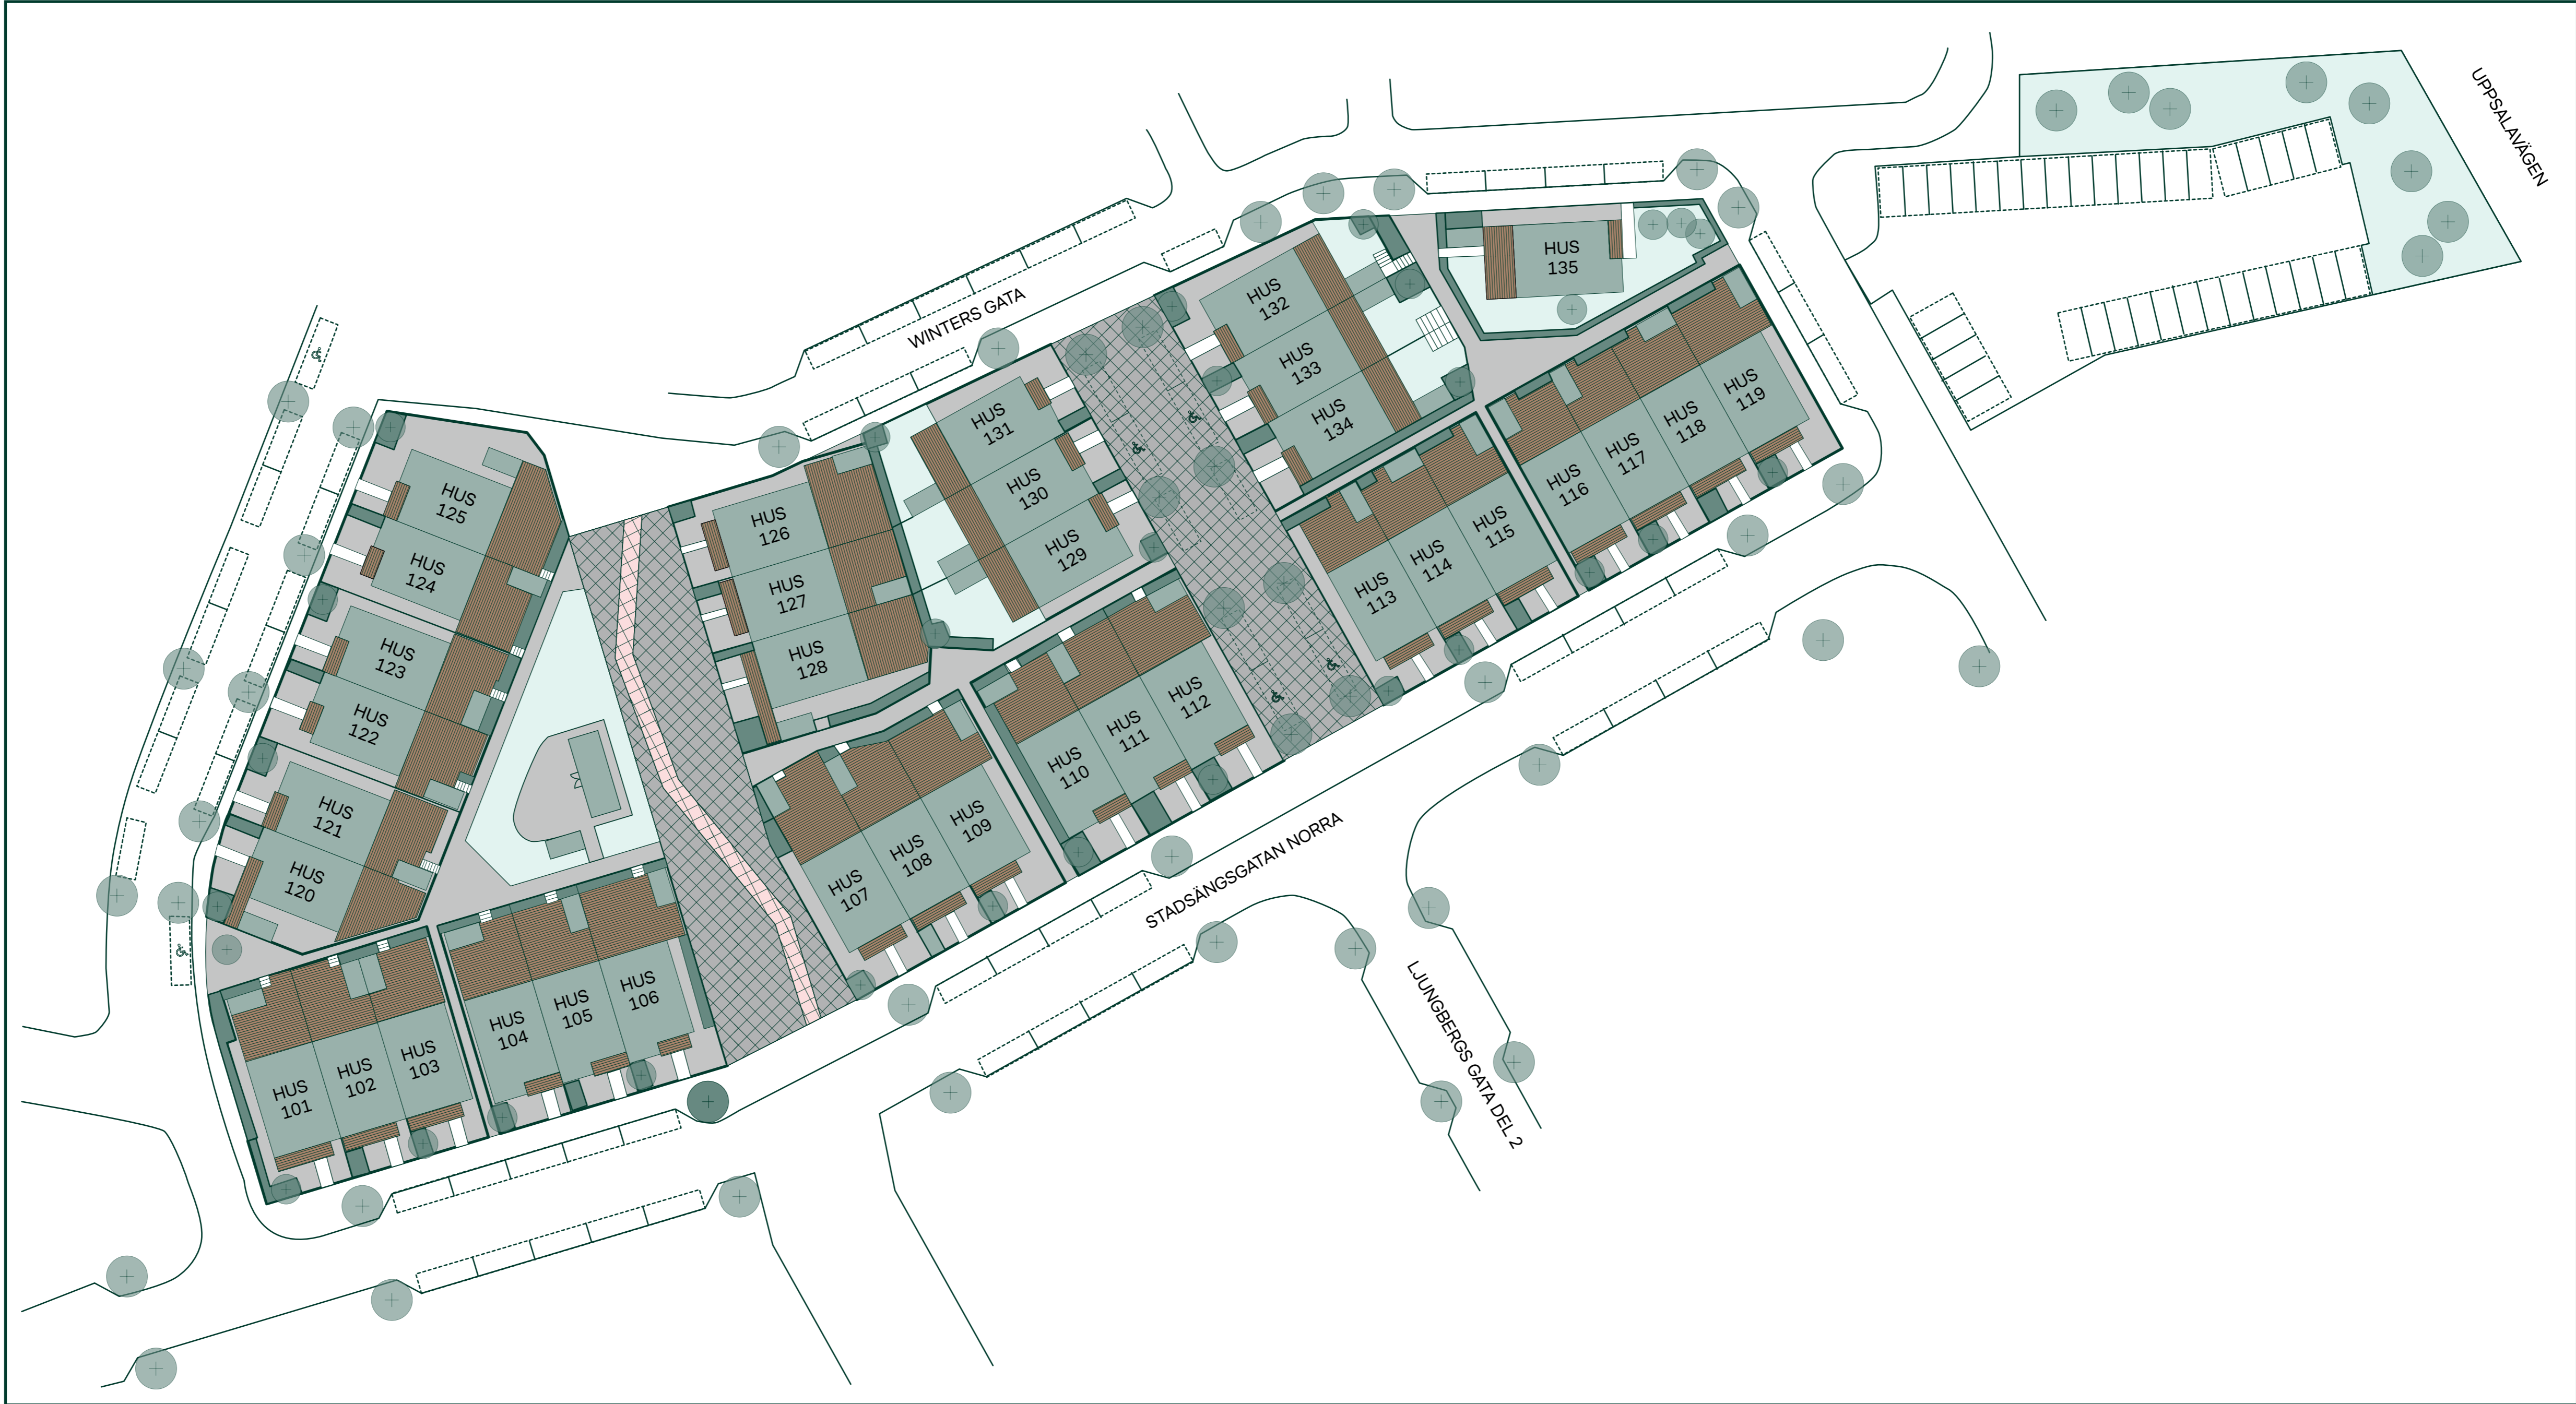 UPPSALAVÄGEN
WINTERS GATA
HUS
135
HUS
132
HUS
133
HUS
134
HUS
131
HUS
130
HUS
129
HUS
119
HUS
118
HUS
117
HUS
116
HUS
115
HUS
114
HUS
113
HUS
125
HUS
124
HUS
123
HUS
122
HUS
121
HUS
120
HUS
126
HUS
127
HUS
128
HUS
112
HUS
111
HUS
110
HUS
109
HUS
108
HUS
107
HUS
106
HUS
105
HUS
104
HUS
103
HUS
102
HUS
101
STADSÄNGSGATAN NORRA
LJUNGBERGS GATA DEL 2